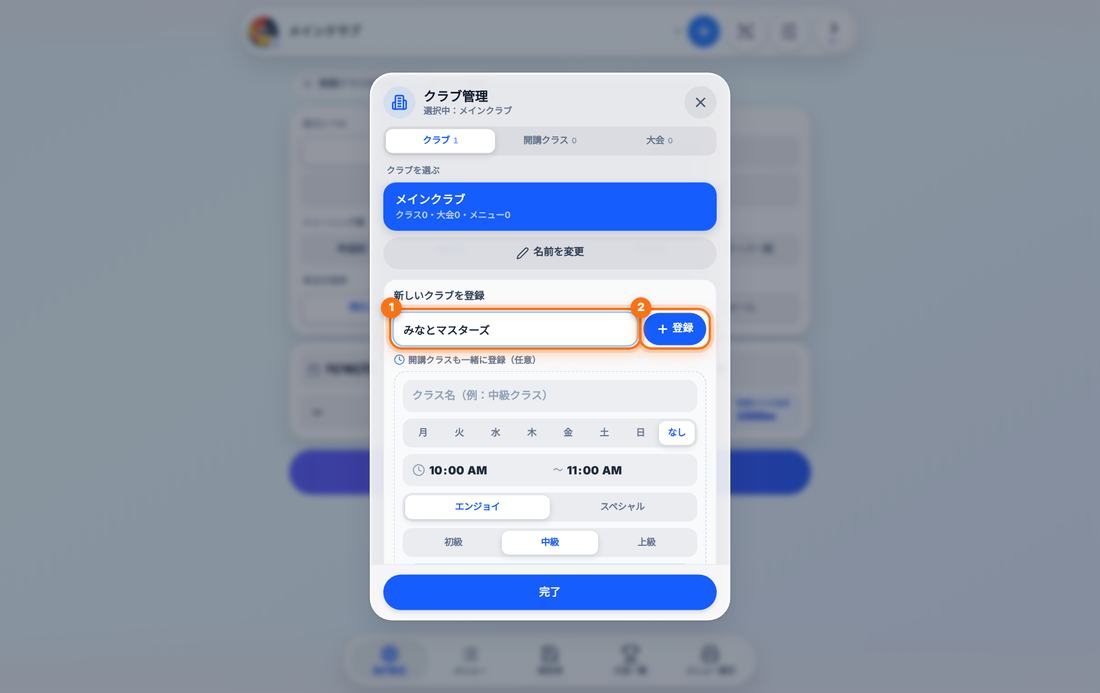 メインクラブ
クラブ管理
選択中：メインクラブ
クラブ 1
開講クラス 0
大会 0
クラブを選ぶ
メインクラブ
クラス0・大会0・メニュー0
名前を変更
新しいクラブを登録
1
2
みなとマスターズ
+ 登録
開講クラスも一緒に登録（任意）
クラス名（例：中級クラス）
月 火 水 木 金 土 日 なし
10:00 AM 〜 11:00 AM
エンジョイ スペシャル
初級 中級 上級
完了